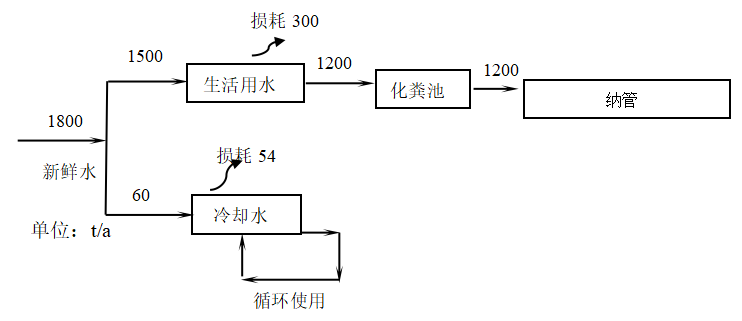 损耗 300
1500
1200
1200
生活用水
化粪池
纳管
1800
新鲜水
损耗 54
60
冷却水
单位：t/a
循环使用